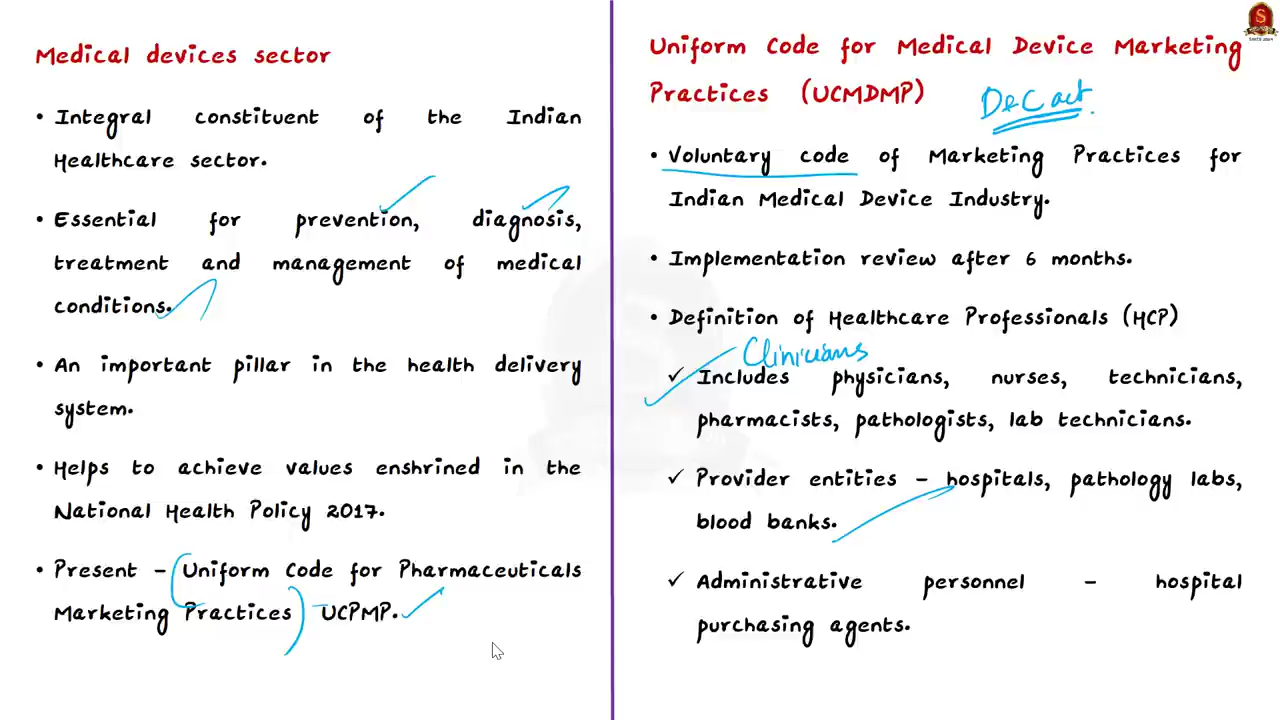 Medical devices sector
• Integral constituent of the Indian
Healthcare sector.
• Essential for prevention, diagnosis,
treatment and management of medical
conditions.
• An important pillar in the health delivery
system.
• Helps to achieve values enshrined in the
National Health Policy 2017.
• Present – Uniform Code for Pharmaceuticals
Marketing Practices – UCPMP.
Uniform Code for Medical Device Marketing
Practices (UCMDMP)
D&C act.
• Voluntary code of Marketing Practices for
Indian Medical Device Industry.
• Implementation review after 6 months.
• Definition of Healthcare Professionals (HCP)
Clinicians
✓ Includes physicians, nurses, technicians,
pharmacists, pathologists, lab technicians.
✓ Provider entities – hospitals, pathology labs,
blood banks.
✓ Administrative personnel – hospital
purchasing agents.
S